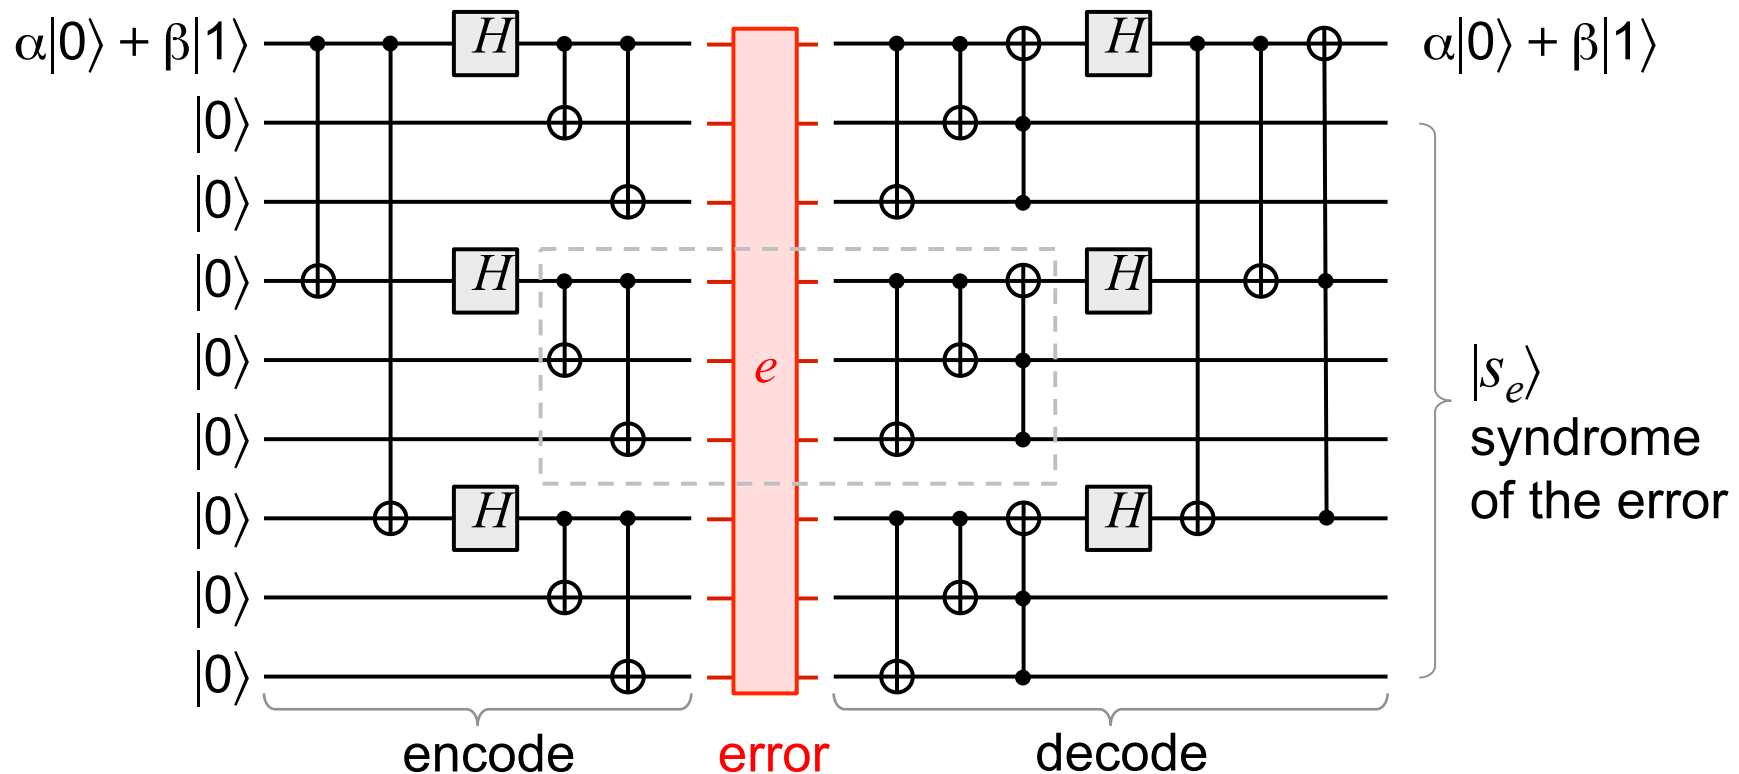 α|0⟩ + β|1⟩ H H α|0⟩ + β|1⟩
|0⟩
|0⟩
|0⟩ H H
|0⟩ e |s_e⟩
|0⟩ syndrome
|0⟩ H H of the error
|0⟩
|0⟩
encode error decode